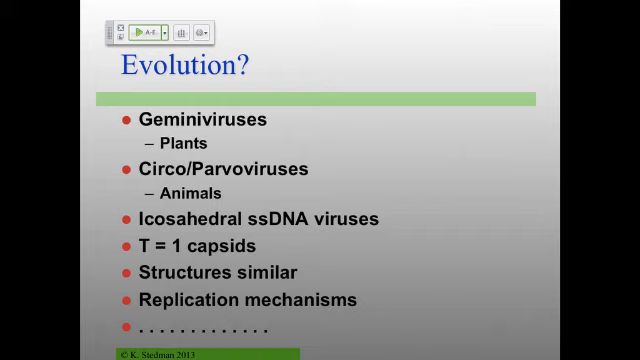 A-E
Evolution?
Geminiviruses
– Plants
Circo/Parvoviruses
– Animals
Icosahedral ssDNA viruses
T = 1 capsids
Structures similar
Replication mechanisms
. . . . . . . . . . . . .
© K. Stedman 2013